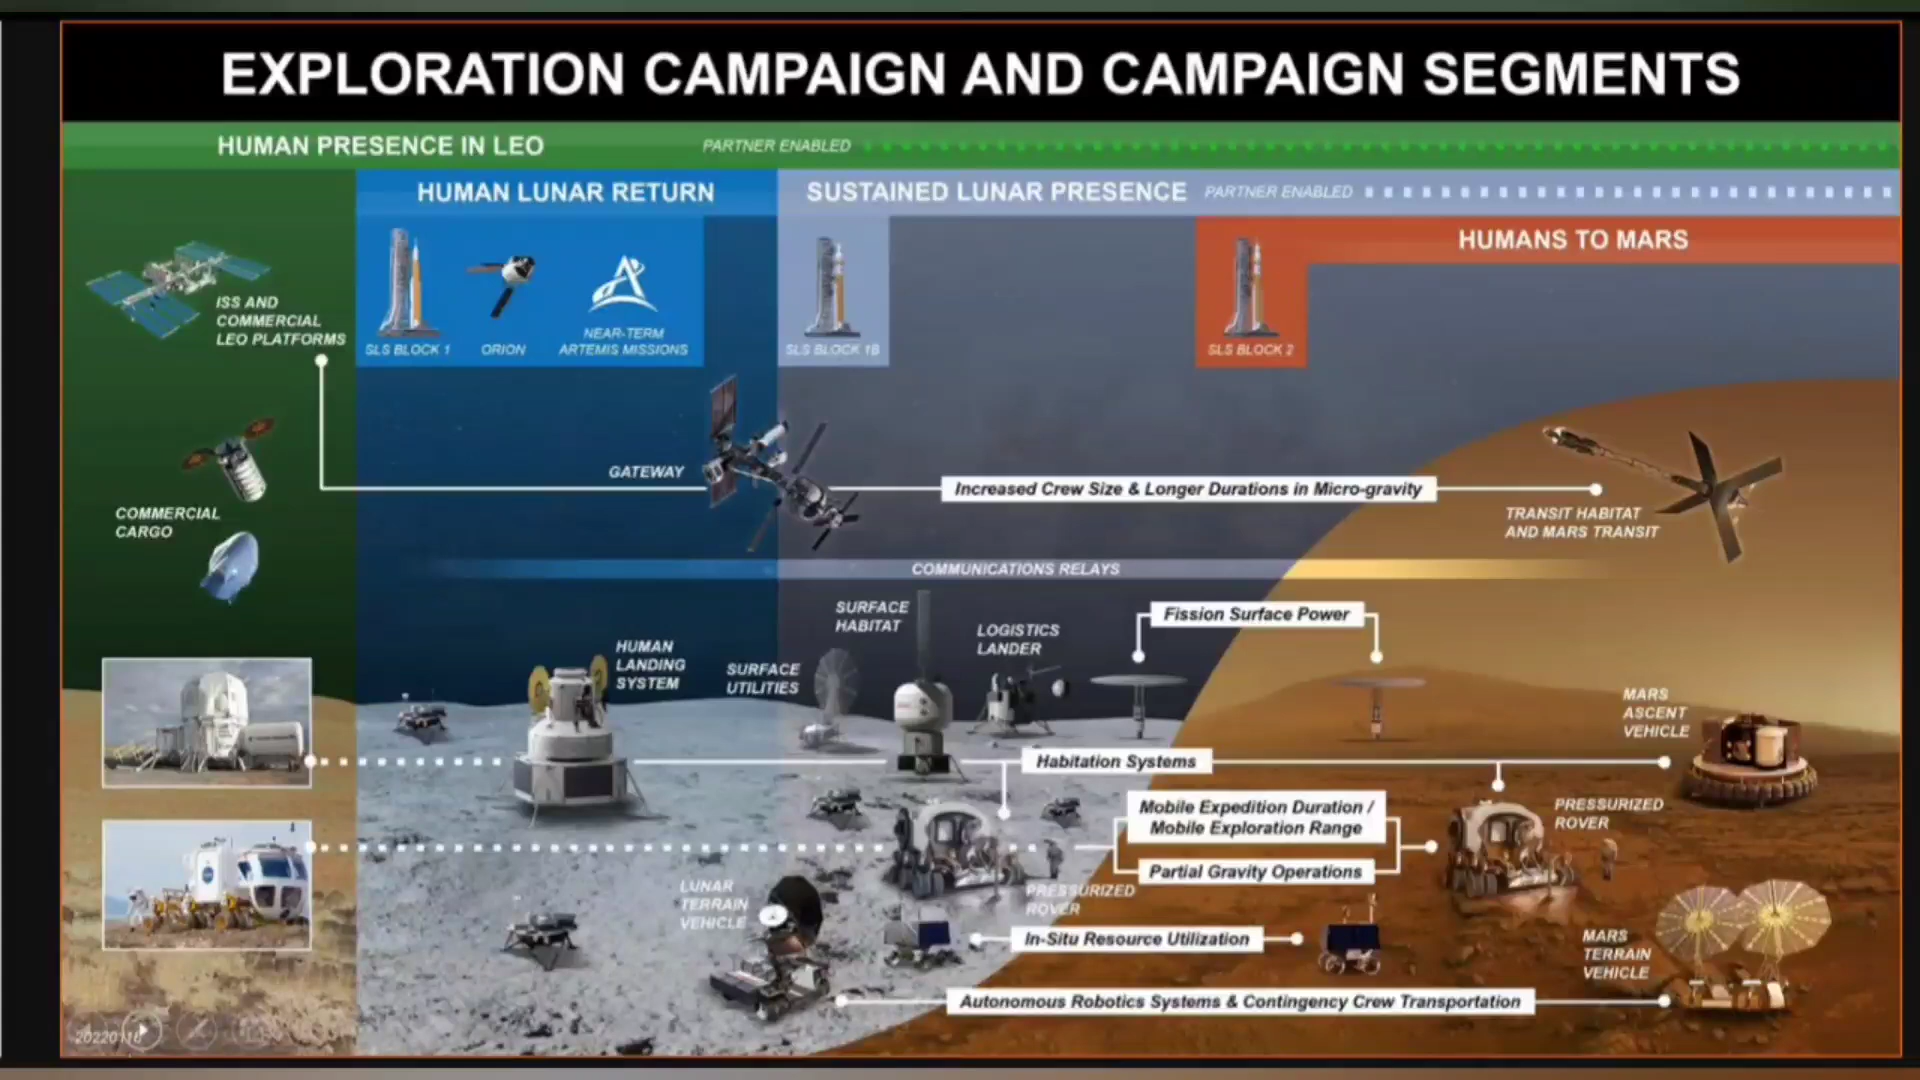 EXPLORATION CAMPAIGN AND CAMPAIGN SEGMENTS
HUMAN PRESENCE IN LEO
PARTNER ENABLED
HUMAN LUNAR RETURN
SUSTAINED LUNAR PRESENCE
PARTNER ENABLED
HUMANS TO MARS
ISS AND
COMMERCIAL
LEO PLATFORMS
SLS BLOCK 1
ORION
NEAR-TERM
ARTEMIS MISSIONS
SLS BLOCK 1B
SLS BLOCK 2
GATEWAY
Increased Crew Size & Longer Durations in Micro-gravity
TRANSIT HABITAT
AND MARS TRANSIT
COMMERCIAL
CARGO
COMMUNICATIONS RELAYS
SURFACE
HABITAT
LOGISTICS
LANDER
Fission Surface Power
HUMAN
LANDING
SYSTEM
SURFACE
UTILITIES
MARS
ASCENT
VEHICLE
Habitation Systems
Mobile Expedition Duration /
Mobile Exploration Range
PRESSURIZED
ROVER
Partial Gravity Operations
LUNAR
TERRAIN
VEHICLE
PRESSURIZED
ROVER
In-Situ Resource Utilization
MARS
TERRAIN
VEHICLE
Autonomous Robotics Systems & Contingency Crew Transportation